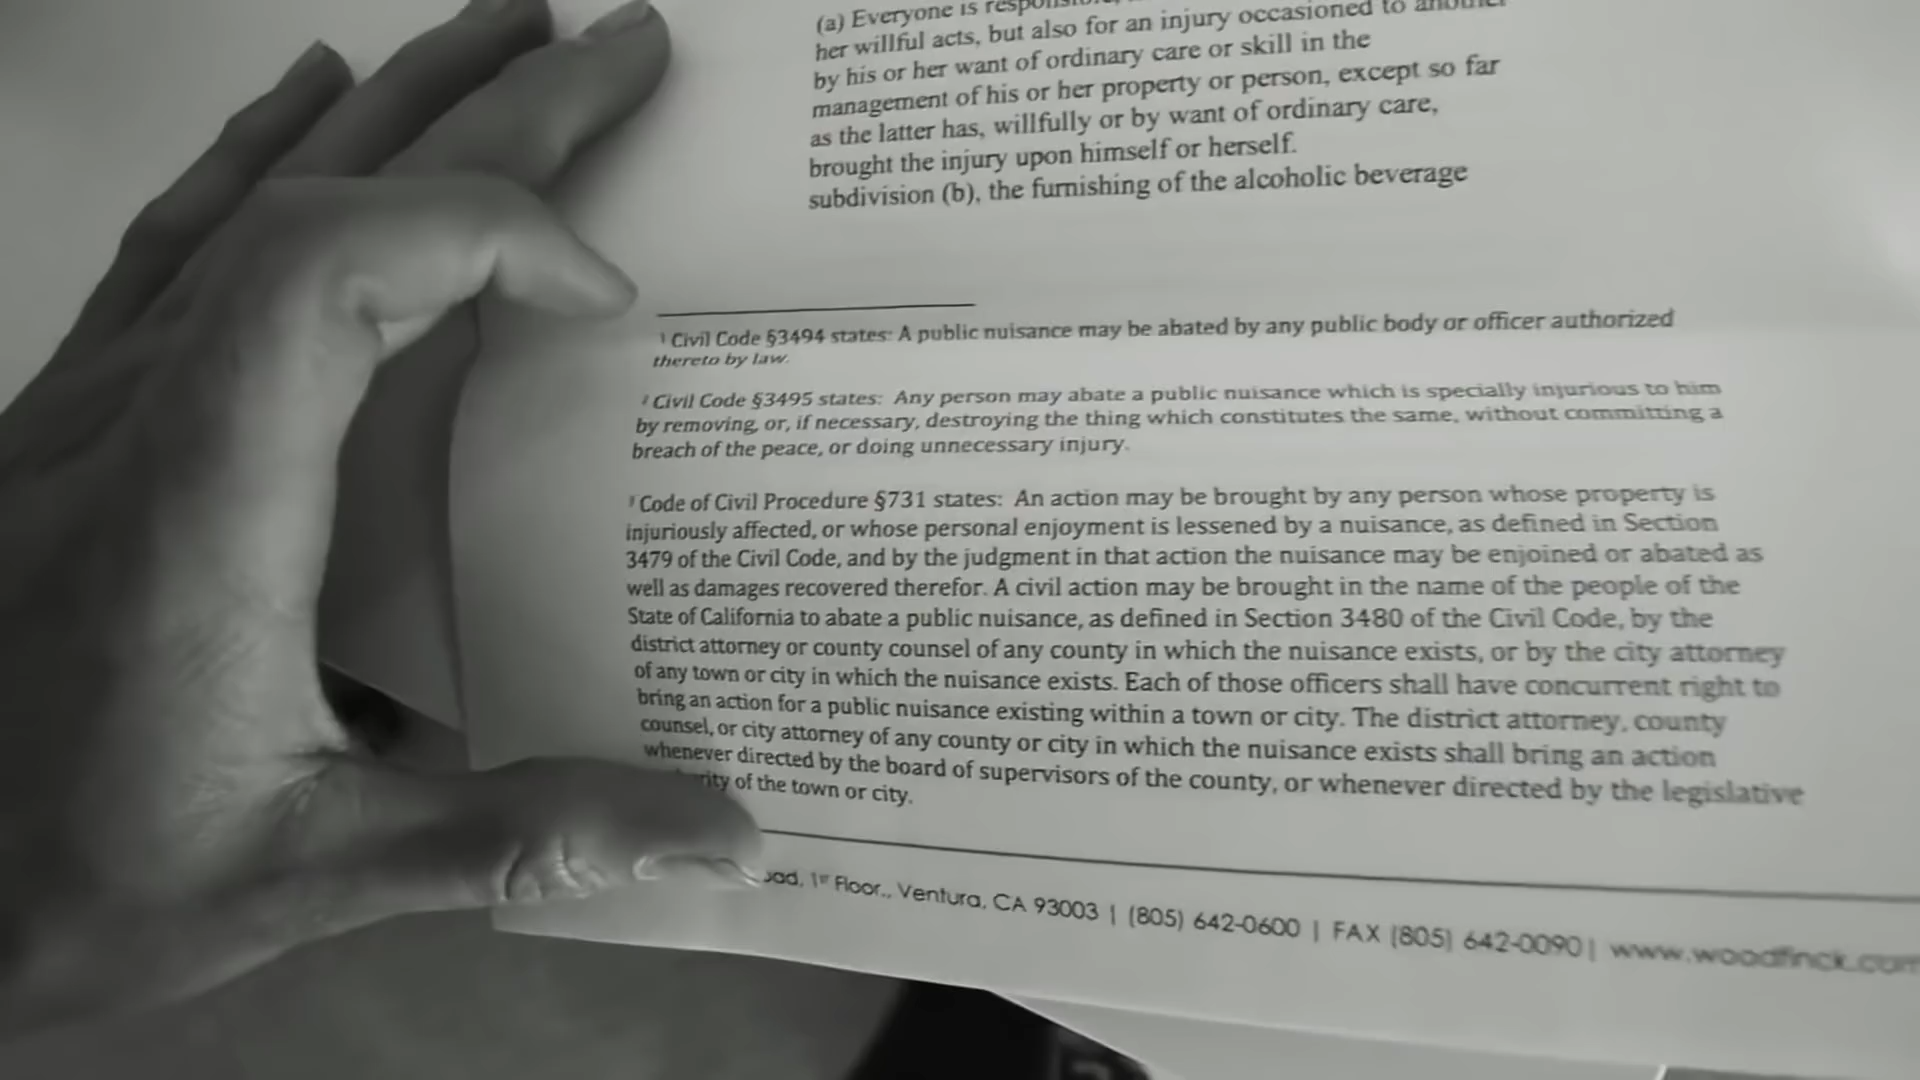 (a) Everyone is
her willful acts, but also for an injury occasioned to another
by his or her want of ordinary care or skill in the
management of his or her property or person, except so far
as the latter has, willfully or by want of ordinary care,
brought the injury upon himself or herself.
subdivision (b), the furnishing of the alcoholic beverage
1 Civil Code §3494 states: A public nuisance may be abated by any public body or officer authorized
thereto by law.
2 Civil Code §3495 states: Any person may abate a public nuisance which is specially injurious to him
by removing, or, if necessary, destroying the thing which constitutes the same, without committing a
breach of the peace, or doing unnecessary injury.
3 Code of Civil Procedure §731 states: An action may be brought by any person whose property is
injuriously affected, or whose personal enjoyment is lessened by a nuisance, as defined in Section
3479 of the Civil Code, and by the judgment in that action the nuisance may be enjoined or abated as
well as damages recovered therefor. A civil action may be brought in the name of the people of the
State of California to abate a public nuisance, as defined in Section 3480 of the Civil Code, by the
district attorney or county counsel of any county in which the nuisance exists, or by the city attorney
of any town or city in which the nuisance exists. Each of those officers shall have concurrent right to
bring an action for a public nuisance existing within a town or city. The district attorney, county
counsel, or city attorney of any county or city in which the nuisance exists shall bring an action
whenever directed by the board of supervisors of the county, or whenever directed by the legislative
of the town or city.
1st Floor., Ventura, CA 93003 | (805) 642-0600 | FAX (805) 642-0090 | www.woodfinck.com